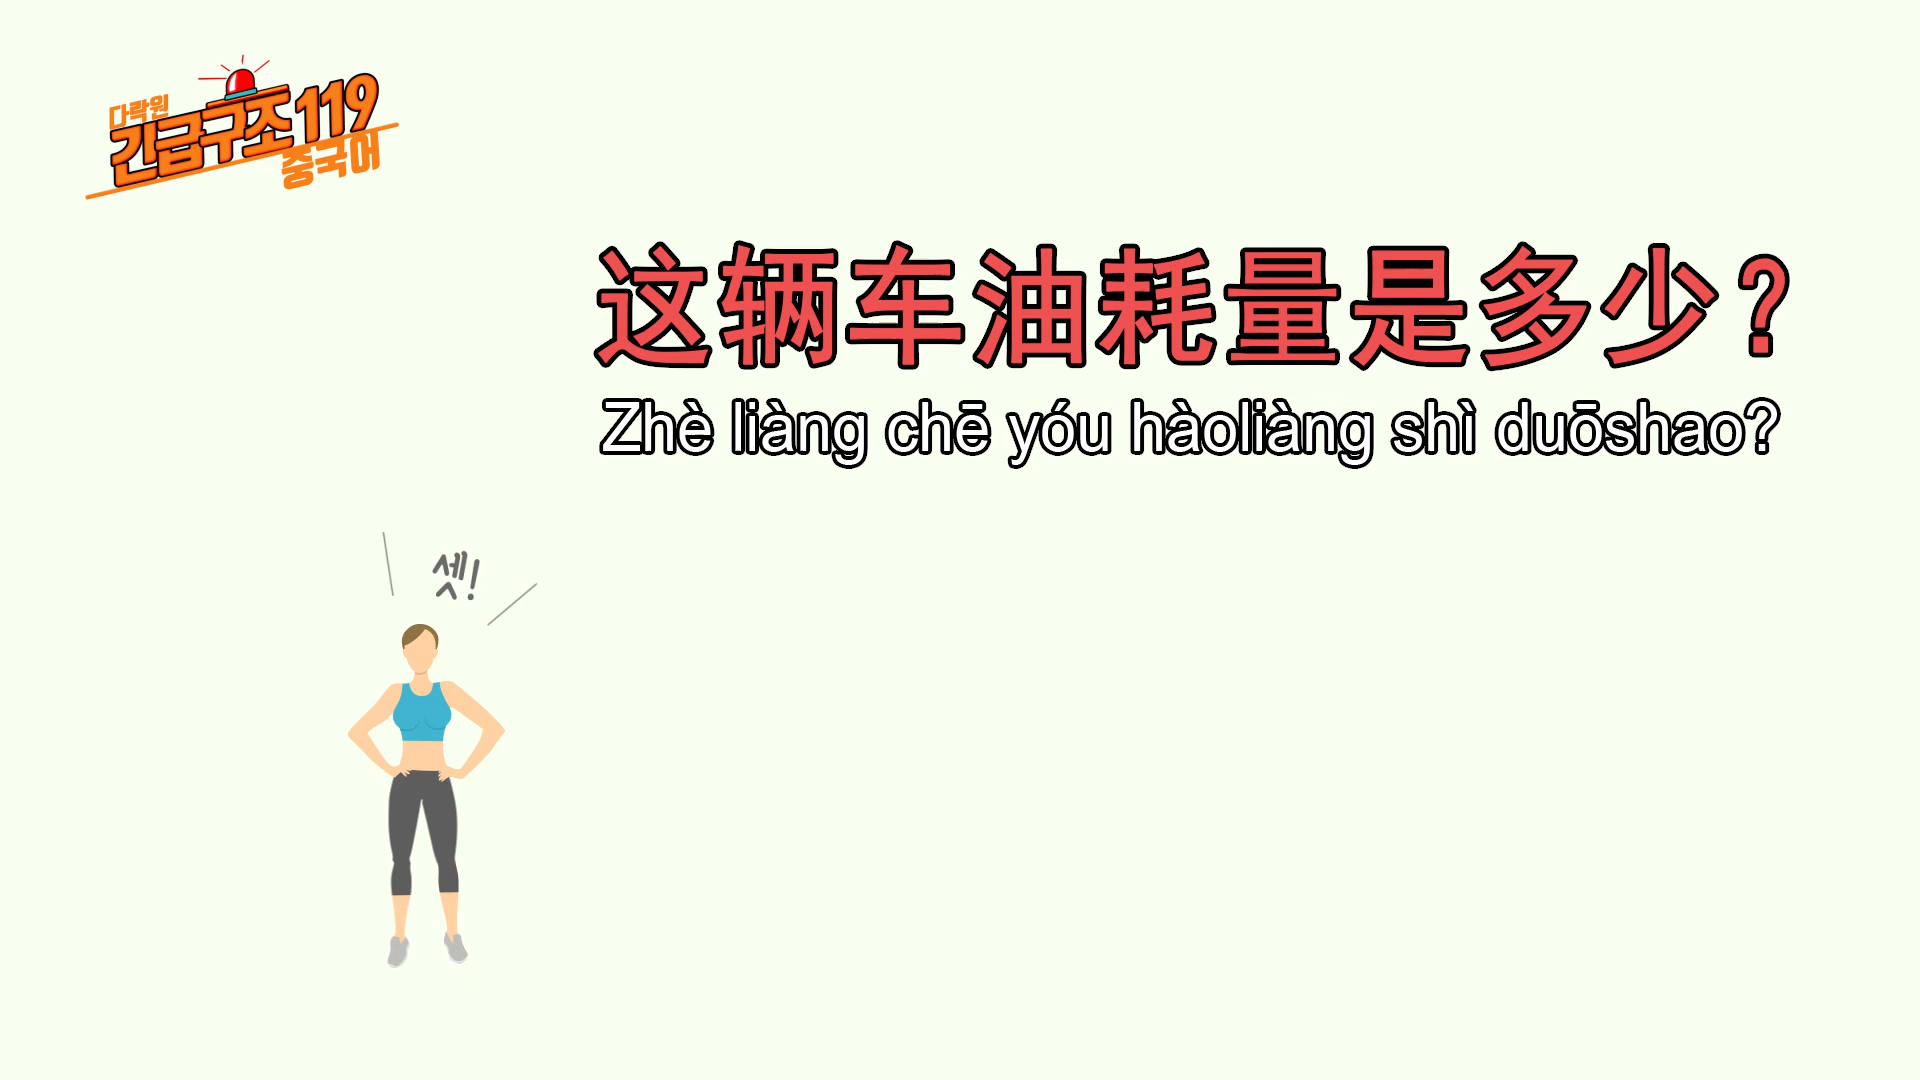 다락원
긴급구조119
중국어
这辆车油耗量是多少？
Zhè liàng chē yóu hàoliàng shì duōshao?
셋!